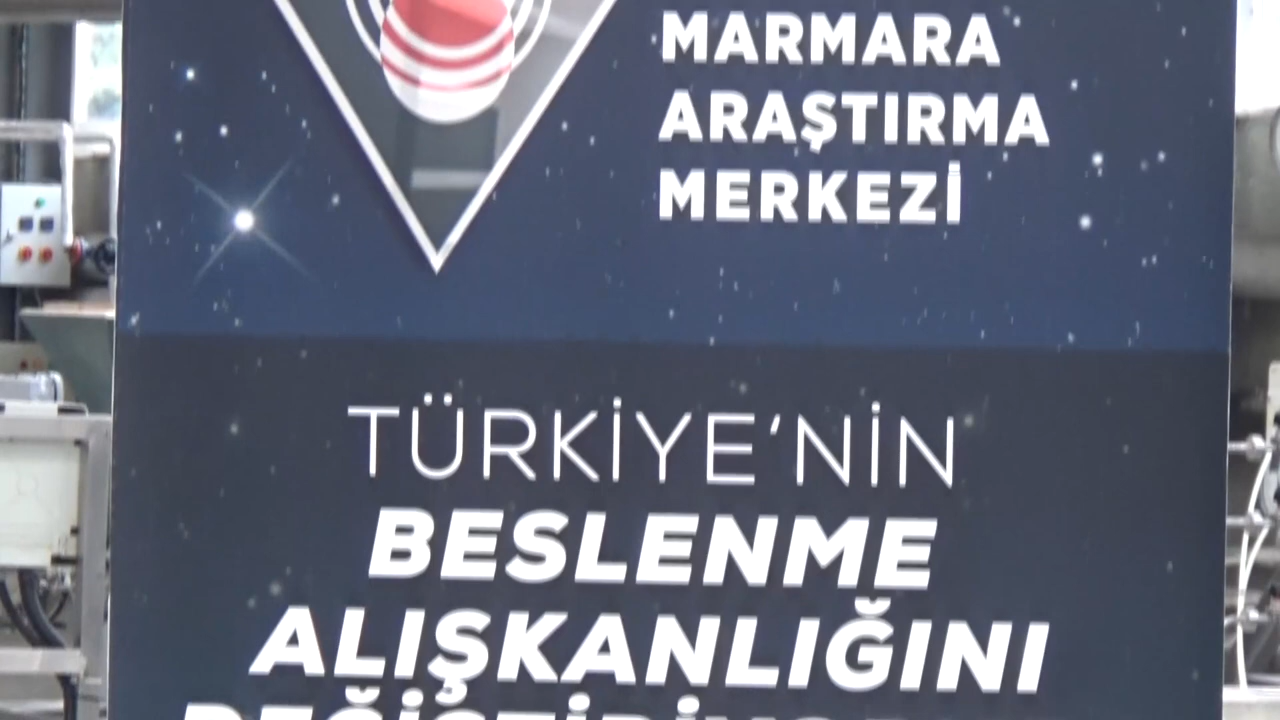 MARMARA
ARAŞTIRMA
MERKEZİ
TÜRKİYE'NİN
BESLENME
ALIŞKANLIĞINI